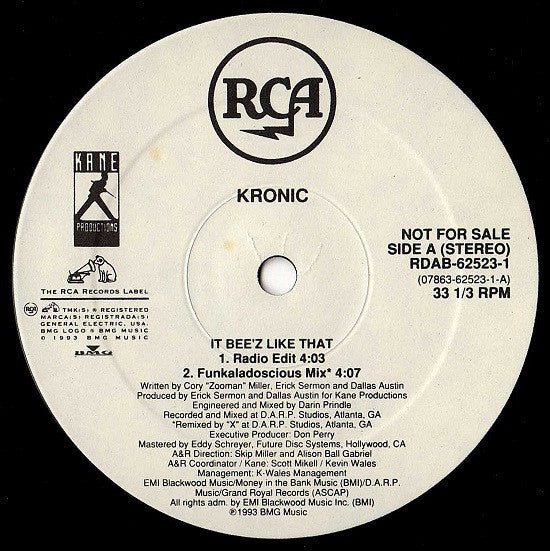 RCA
KANE
PRODUCTIONS
KRONIC
The RCA Records Label
RCA TMK(S) ® REGISTERED
MARCA(S) REGISTRADA(S)
GENERAL ELECTRIC, USA.
BMG LOGO ® BMG MUSIC
© 1993 BMG MUSIC
BMG
NOT FOR SALE
SIDE A (STEREO)
RDAB-62523-1
(07863-62523-1-A)
33 1/3 RPM
IT BEE'Z LIKE THAT
1. Radio Edit 4:03
2. Funkaladoscious Mix* 4:07
Written by Cory "Zooman" Miller, Erick Sermon and Dallas Austin
Produced by Erick Sermon and Dallas Austin for Kane Productions
Engineered and Mixed by Darin Prindle
Recorded and Mixed at D.A.R.P. Studios, Atlanta, GA
*Remixed by "X" at D.A.R.P. Studios, Atlanta, GA
Executive Producer: Don Perry
Mastered by Eddy Schreyer, Future Disc Systems, Hollywood, CA
A&R Direction: Skip Miller and Alison Ball Gabriel
A&R Coordinator / Kane: Scott Mikell / Kevin Wales
Management: K-Wales Management
EMI Blackwood Music/Money in the Bank Music (BMI)/D.A.R.P.
Music/Grand Royal Records (ASCAP)
All rights adm. by EMI Blackwood Music Inc. (BMI)
℗1993 BMG Music